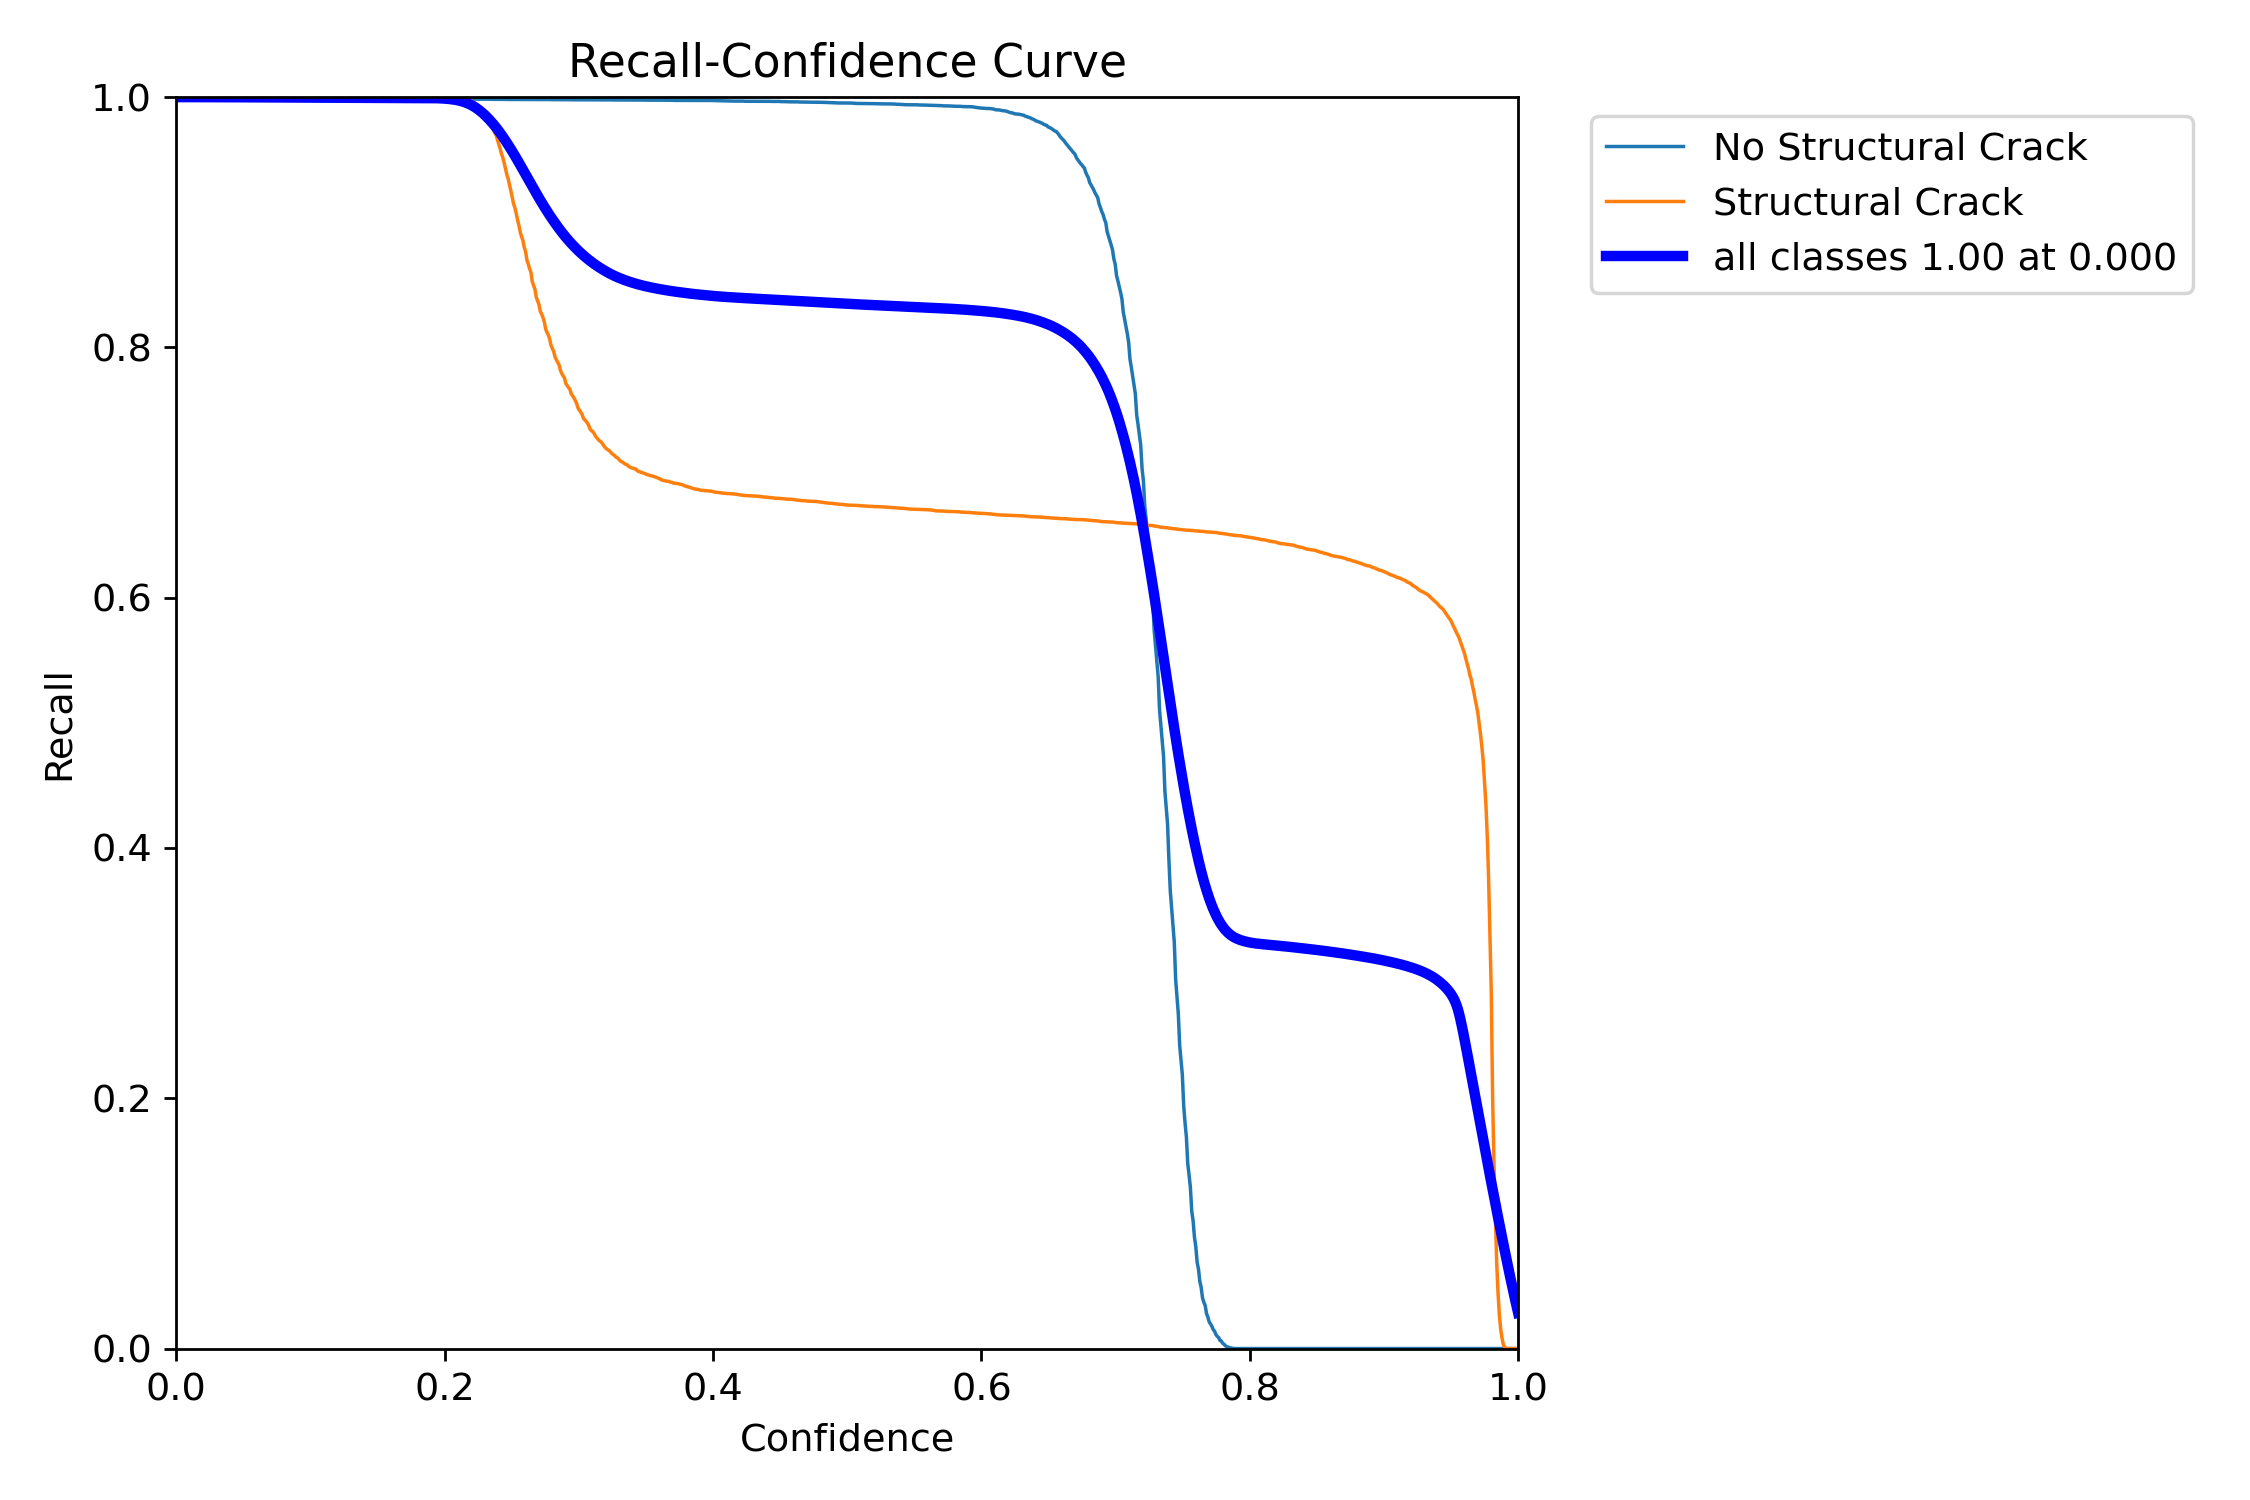 Recall-Confidence Curve
1.0
0.8
0.6
0.4
0.2
0.0
Recall
0.0 0.2 0.4 0.6 0.8 1.0
Confidence
No Structural Crack
Structural Crack
all classes 1.00 at 0.000